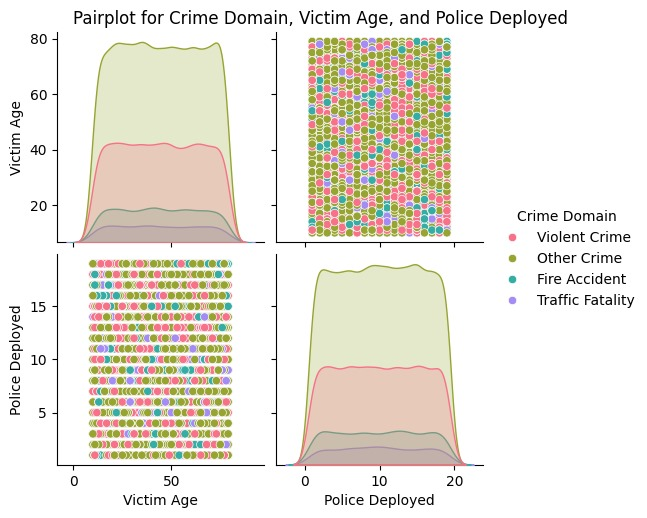 Pairplot for Crime Domain, Victim Age, and Police Deployed
80
60
40
20
Victim Age
Crime Domain
Violent Crime
Other Crime
Fire Accident
Traffic Fatality
15
10
5
Police Deployed
0
50
Victim Age
0
10
20
Police Deployed